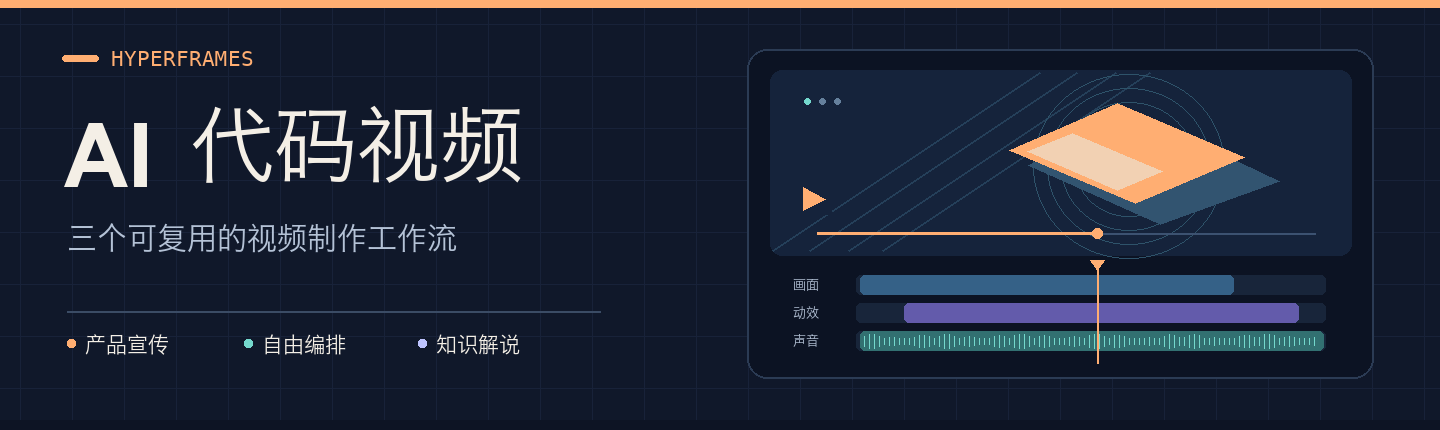 HYPERFRAMES
AI 代码视频
三个可复用的视频制作工作流
产品宣传 自由编排 知识解说
画面
动效
声音